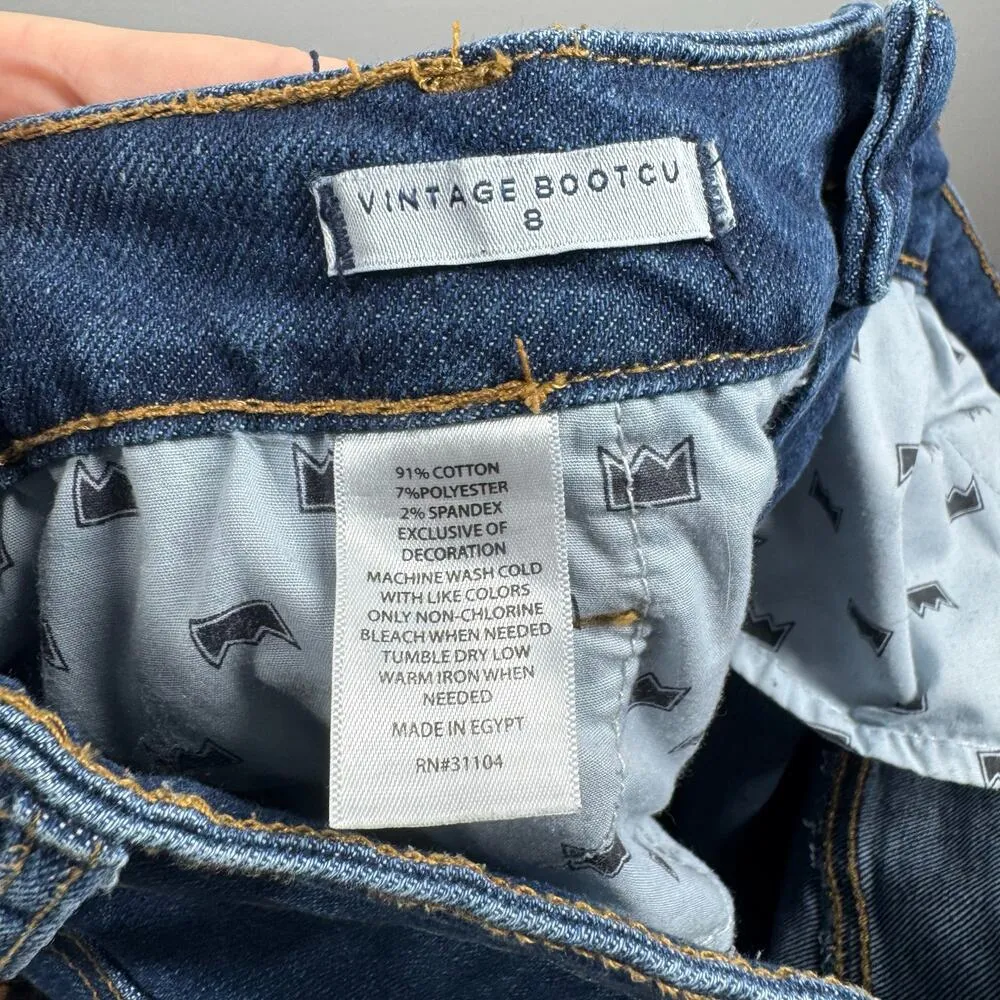 VINTAGE BOOTCU
8
91% COTTON
7%POLYESTER
2% SPANDEX
EXCLUSIVE OF
DECORATION
MACHINE WASH COLD
WITH LIKE COLORS
ONLY NON-CHLORINE
BLEACH WHEN NEEDED
TUMBLE DRY LOW
WARM IRON WHEN
NEEDED
MADE IN EGYPT
RN#31104